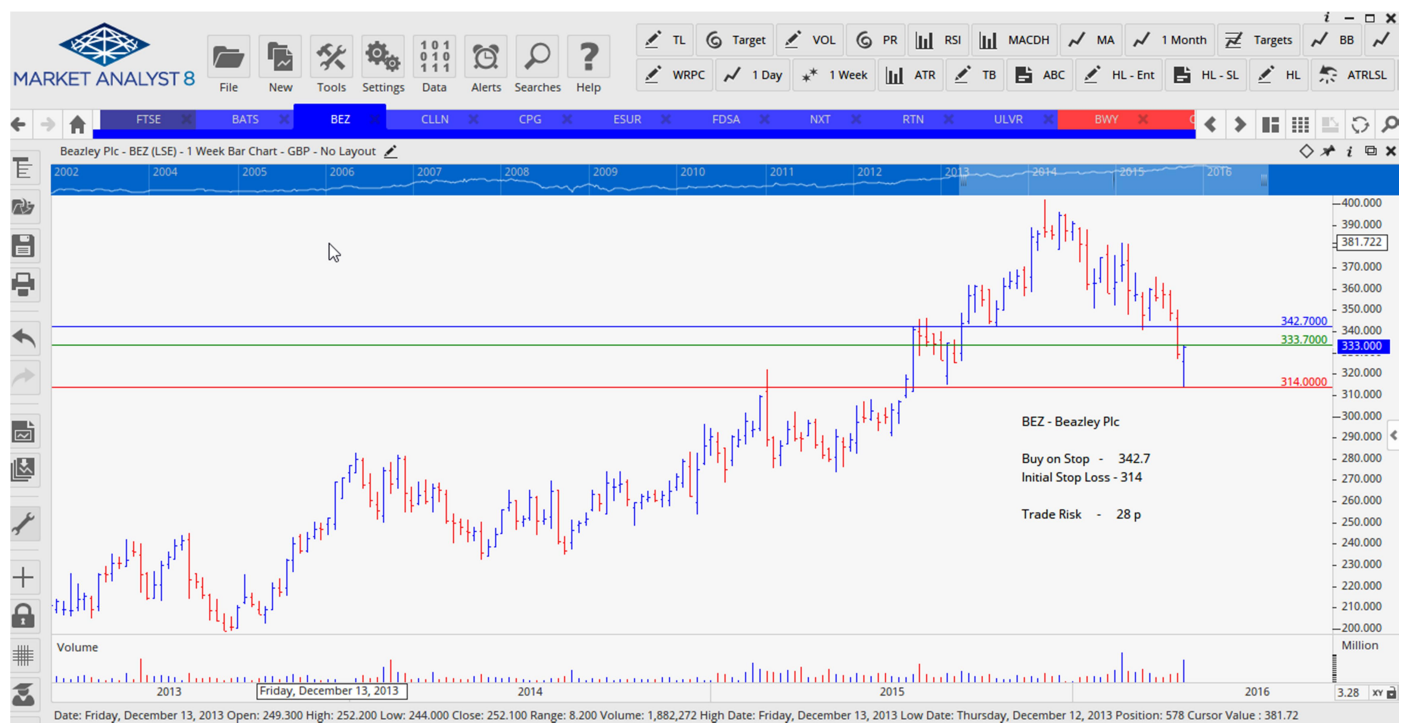 i
MARKET ANALYST 8
File New Tools Settings Data Alerts Searches Help
101
010
111
TL Target VOL PR RSI MACDH MA 1 Month Targets BB
WRPC 1 Day 1 Week ATR TB ABC HL - Ent HL - SL HL ATRLSL
FTSE BATS BEZ CLLN CPG ESUR FDSA NXT RTN ULVR BWY
Beazley Plc - BEZ (LSE) - 1 Week Bar Chart - GBP - No Layout
2002 2004 2005 2006 2007 2008 2009 2010 2011 2012 2013 2014 2015 2016
400.000
390.000
381.722
370.000
360.000
350.000
342.7000
340.000
333.7000
333.000
320.000
314.0000
310.000
300.000
290.000
280.000
270.000
260.000
250.000
240.000
230.000
220.000
210.000
200.000
BEZ - Beazley Plc
Buy on Stop - 342.7
Initial Stop Loss - 314
Trade Risk - 28 p
Volume
Million
2013 Friday, December 13, 2013 2014 2015 2016 3.28 XY
Date: Friday, December 13, 2013 Open: 249.300 High: 252.200 Low: 244.000 Close: 252.100 Range: 8.200 Volume: 1,882,272 High Date: Friday, December 13, 2013 Low Date: Thursday, December 12, 2013 Position: 578 Cursor Value : 381.72